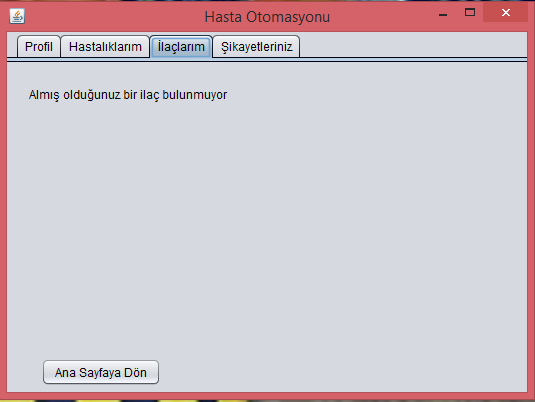 Hasta Otomasyonu
Profil Hastalıklarım İlaçlarım Şikayetleriniz
Almış olduğunuz bir ilaç bulunmuyor
Ana Sayfaya Dön